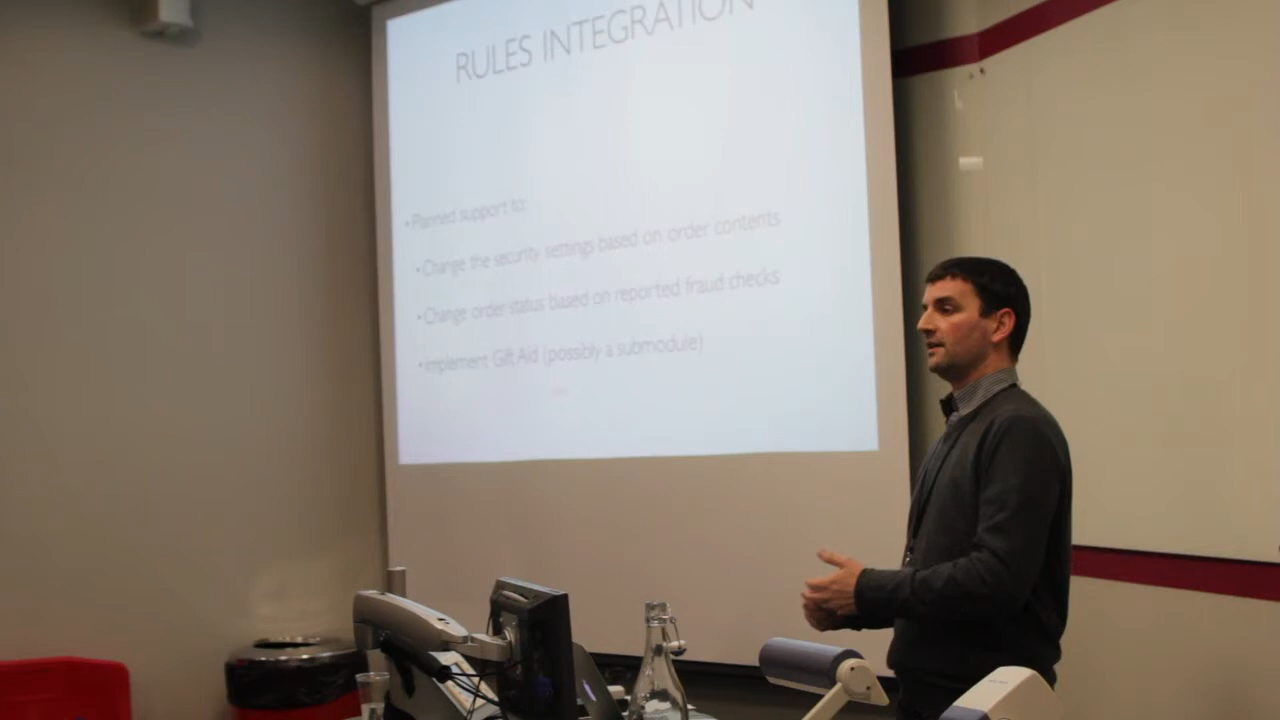 RULES INTEGRATION
•Planned support to:
•Change the security settings based on order contents
•Change order status based on reported fraud checks
•Implement Gift Aid (possibly a submodule)